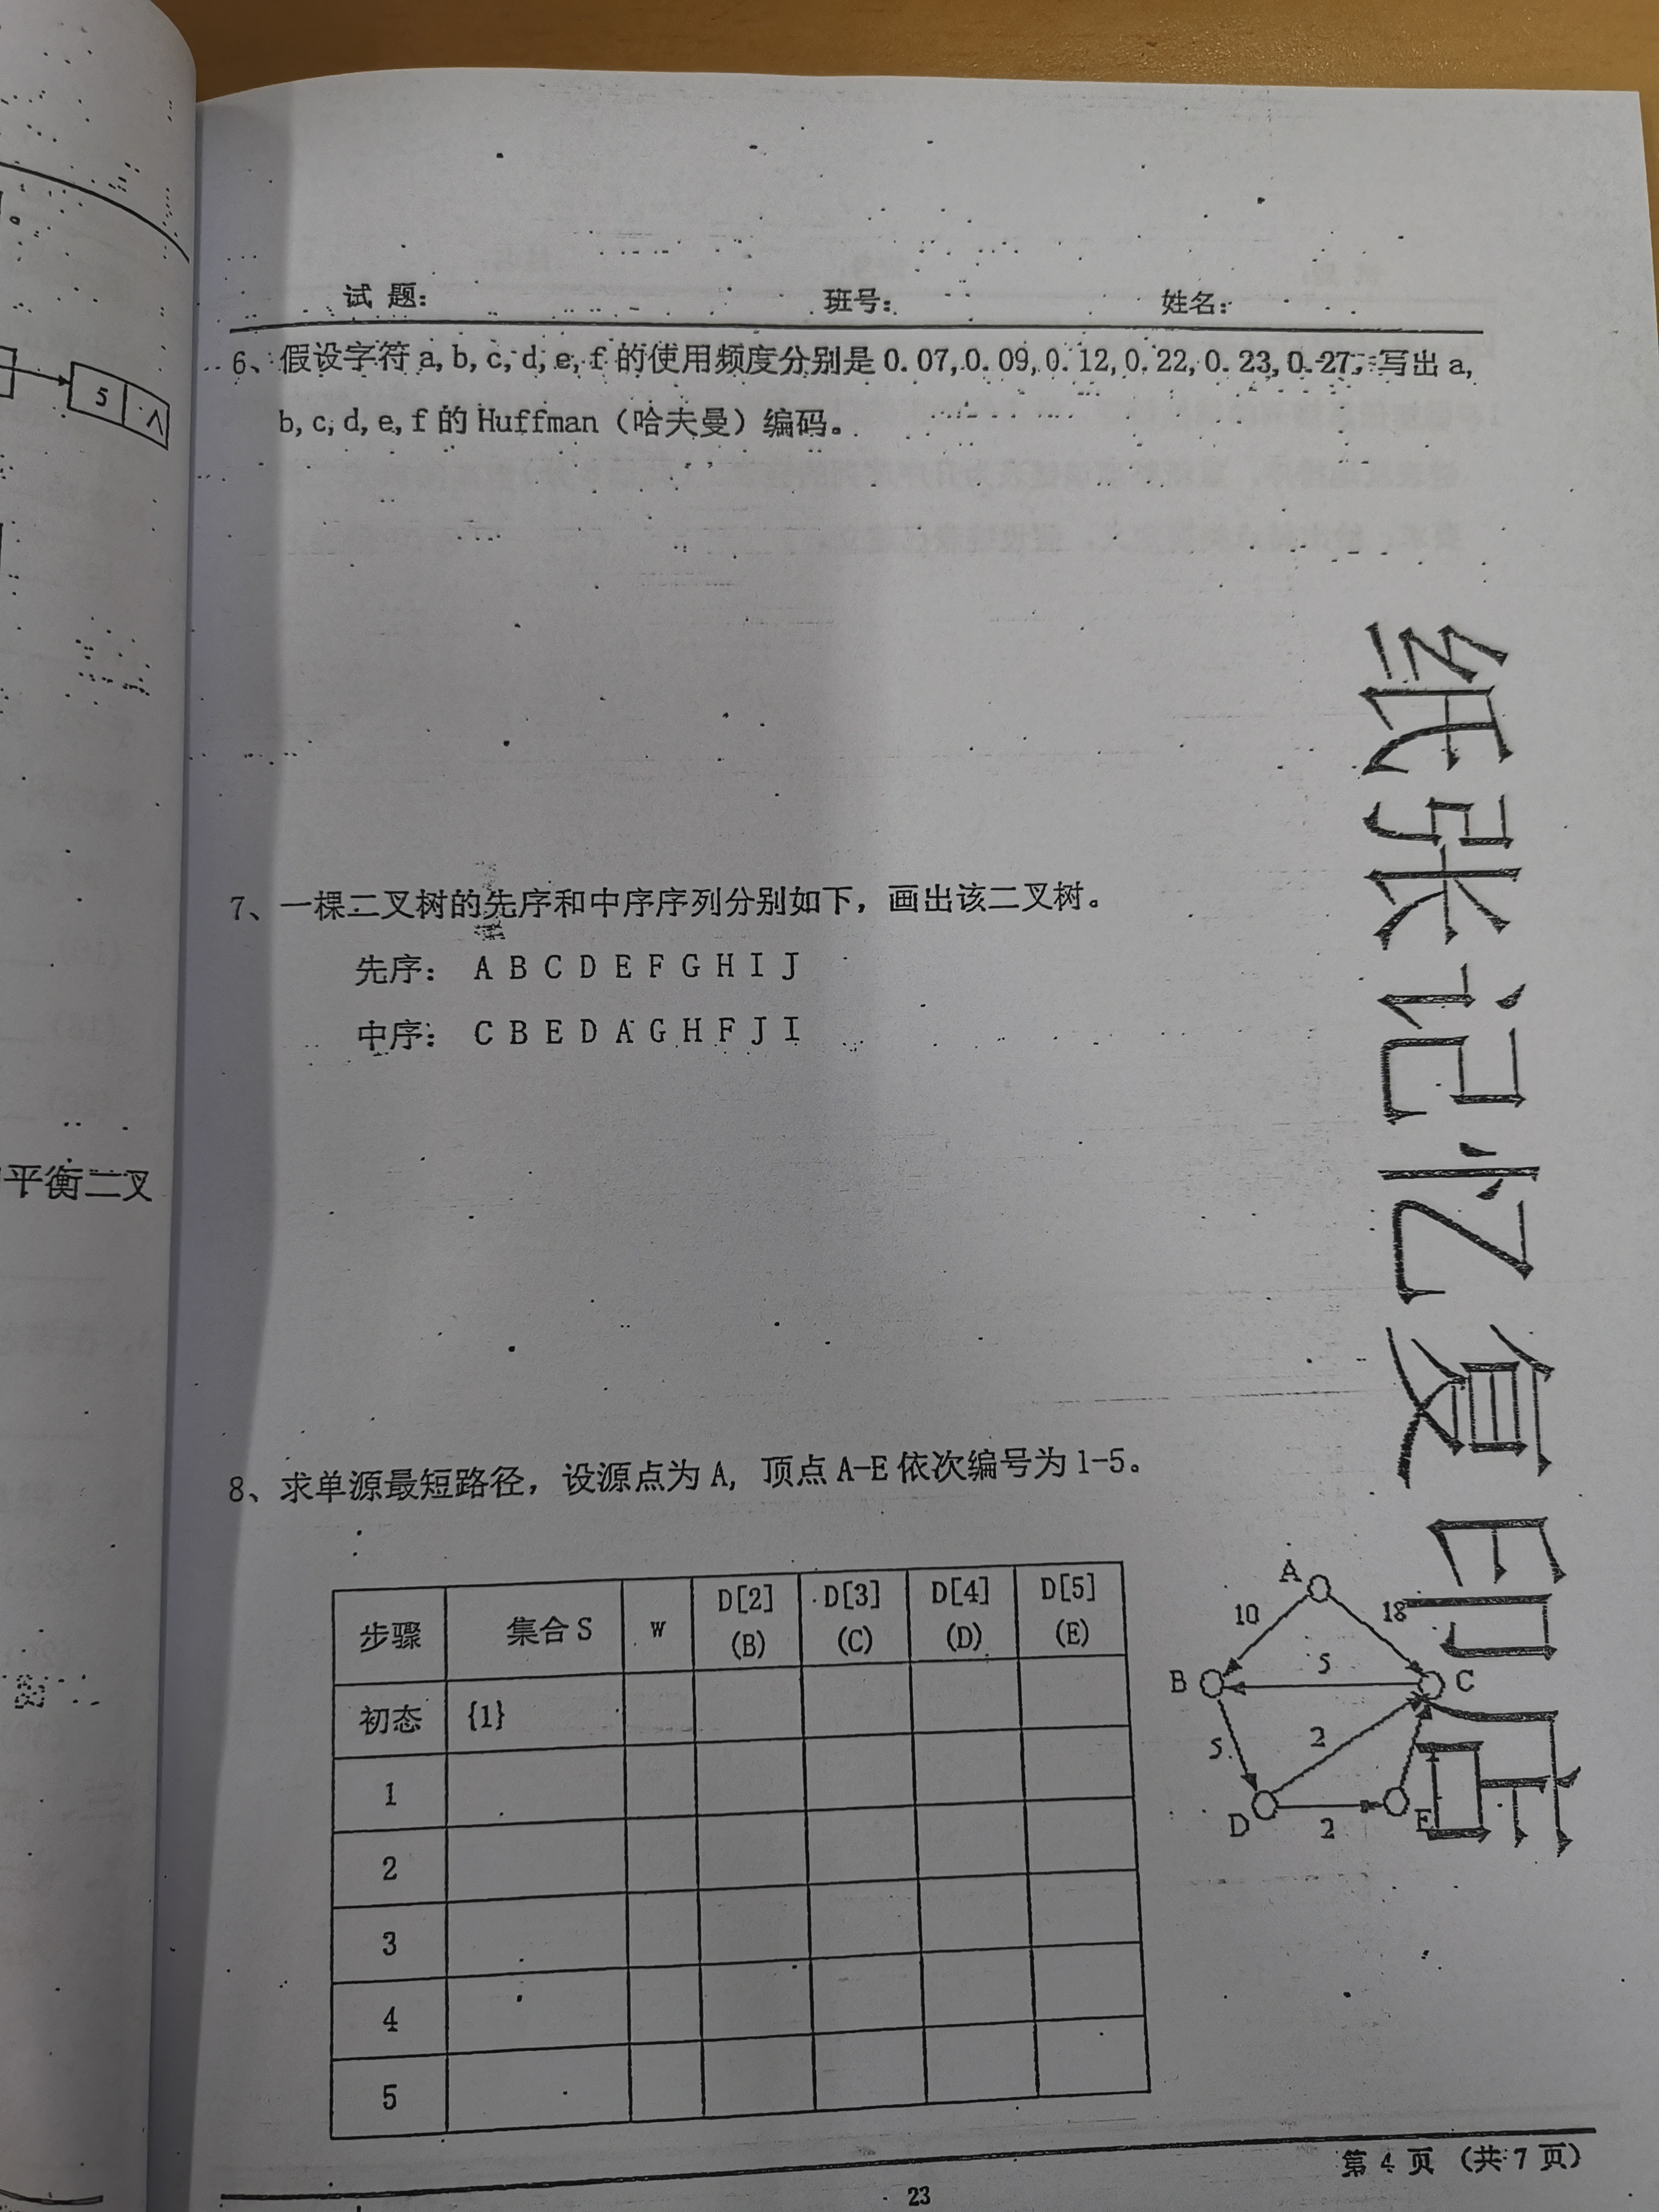 5 ∧
平衡二叉
试 题： 班号： 姓名：
6、假设字符 a, b, c, d, e, f 的使用频度分别是 0.07, 0.09, 0.12, 0.22, 0.23, 0.27, 写出 a,
b, c, d, e, f 的 Huffman（哈夫曼）编码。
7、一棵二叉树的先序和中序序列分别如下，画出该二叉树。
先序： A B C D E F G H I J
中序： C B E D A G H F J I
8、求单源最短路径，设源点为 A, 顶点 A-E 依次编号为 1-5。
步骤 集合 S w D[2] (B) D[3] (C) D[4] (D) D[5] (E)
初态 {1}
1
2
3
4
5
A
10 18
B 5 C
5 2
D 2 E
纸张记忆复印店
第 4 页 （共 7 页）
23